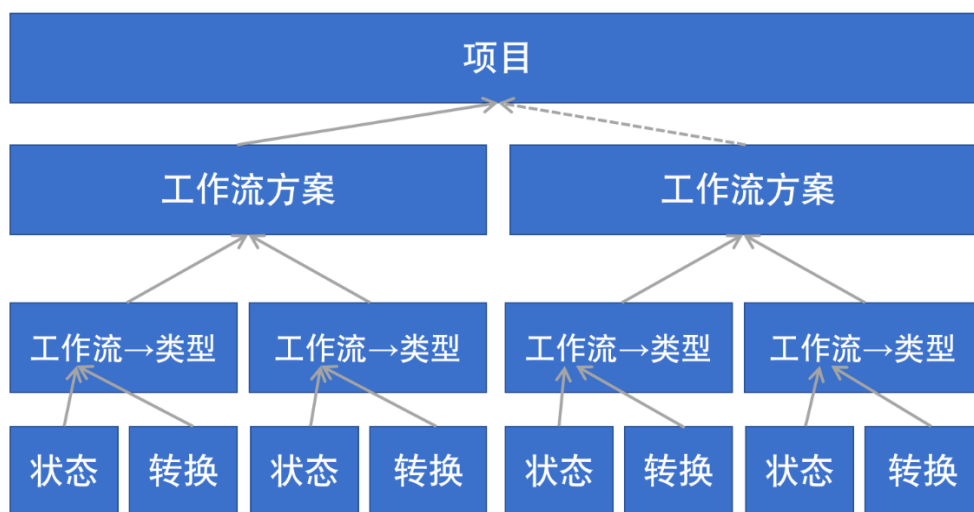 项目
工作流方案
工作流方案
工作流→类型
工作流→类型
工作流→类型
工作流→类型
状态
转换
状态
转换
状态
转换
状态
转换